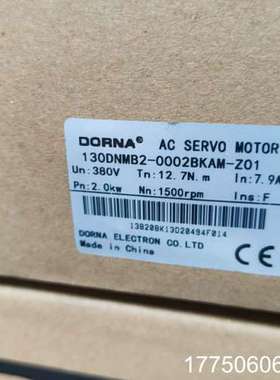 DORNA® AC SERVO MOTOR
130DNMB2-0002BKAM-Z01
Un: 380V Tn: 12.7N.m In: 7.9A
Pn: 2.0kw Nn: 1500rpm Ins: F
13B20BK13D20494F014
DORNA ELECTRON CO.LTD
Made in China
CE
17750606